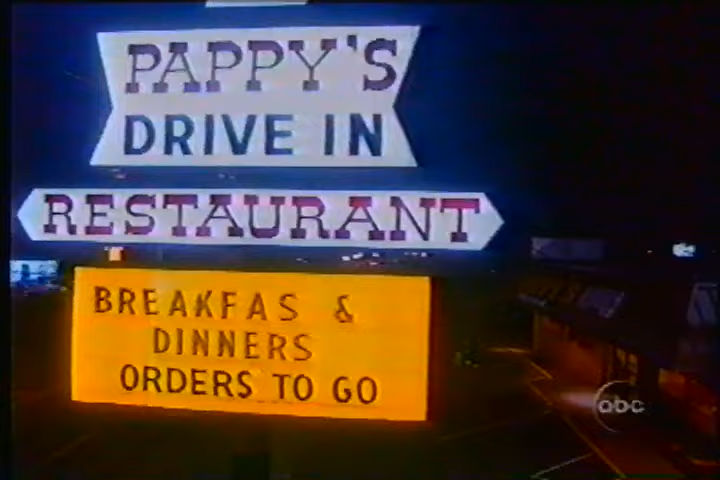 PAPPY'S
DRIVE IN
RESTAURANT
BREAKFAS &
DINNERS
ORDERS TO GO
abc